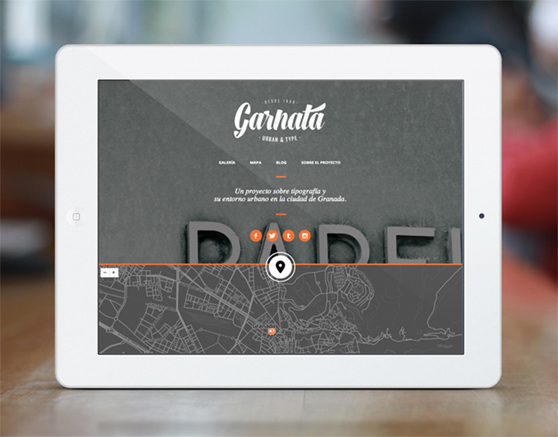 · DESDE 1989 ·
Garnata
· URBAN & TYPE ·
GALERÍA MAPA BLOG SOBRE EL PROYECTO
Un proyecto sobre tipografía y
su entorno urbano en la ciudad de Granada.
PAPEL